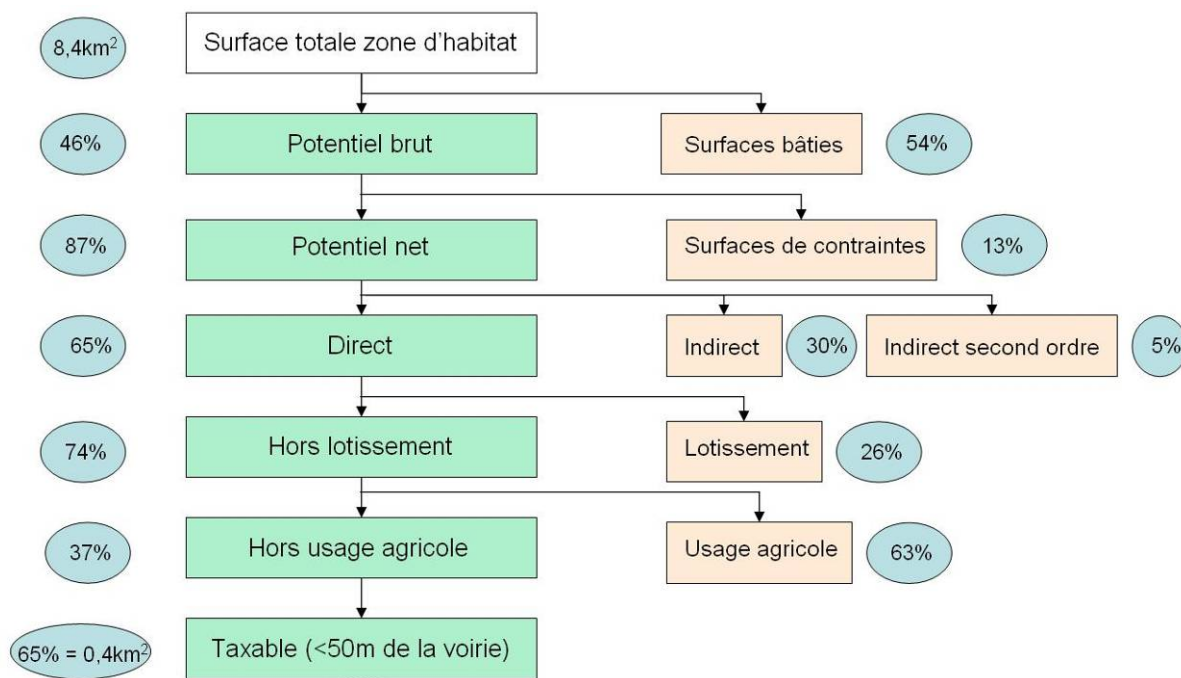 8,4km²
Surface totale zone d'habitat
46%
Potentiel brut
Surfaces bâties
54%
87%
Potentiel net
Surfaces de contraintes
13%
65%
Direct
Indirect
30%
Indirect second ordre
5%
74%
Hors lotissement
Lotissement
26%
37%
Hors usage agricole
Usage agricole
63%
65% = 0,4km²
Taxable (<50m de la voirie)